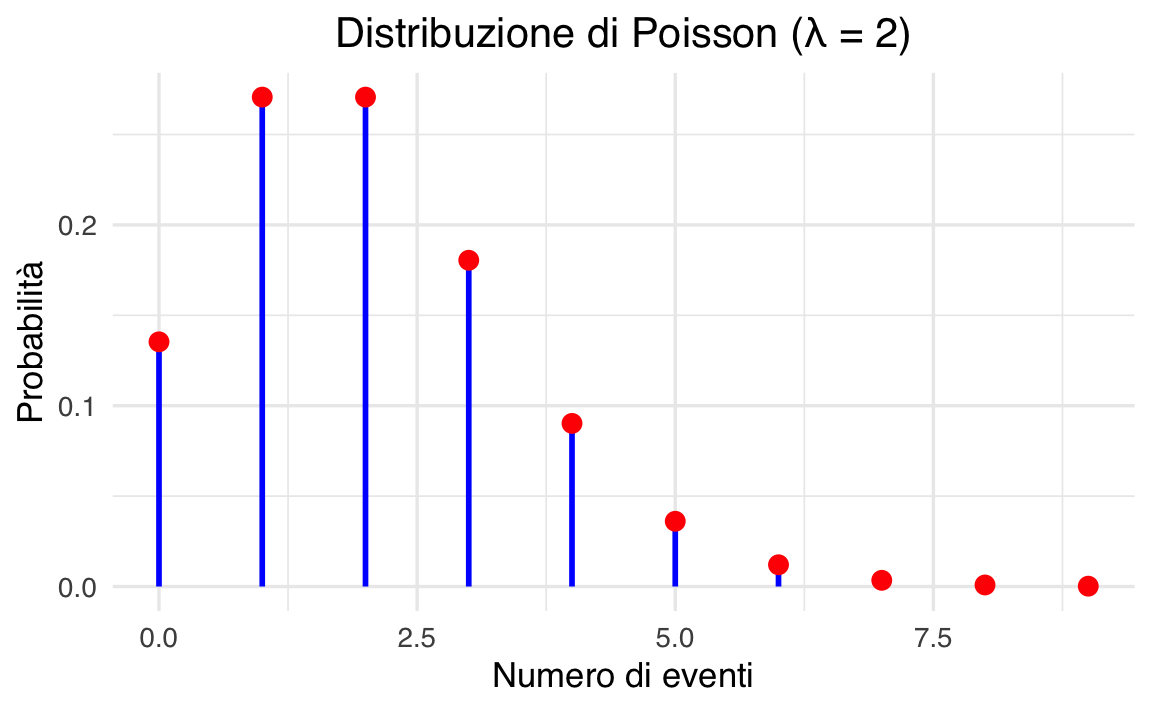 Distribuzione di Poisson (λ = 2)
Probabilità
0.2
0.1
0.0
0.0 2.5 5.0 7.5
Numero di eventi